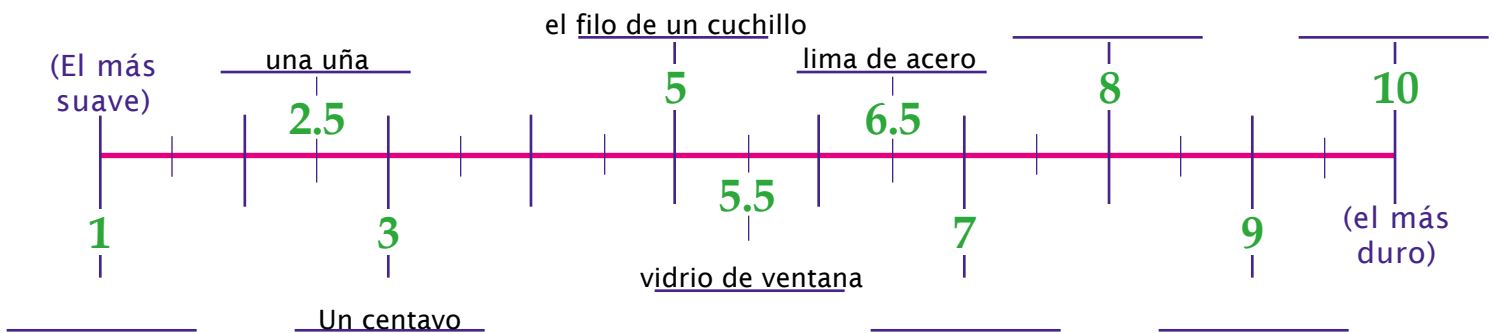 el filo de un cuchillo
(El más
suave)
una uña
lima de acero
2.5
5
6.5
8
10
1
3
5.5
7
9
(el más
duro)
vidrio de ventana
Un centavo